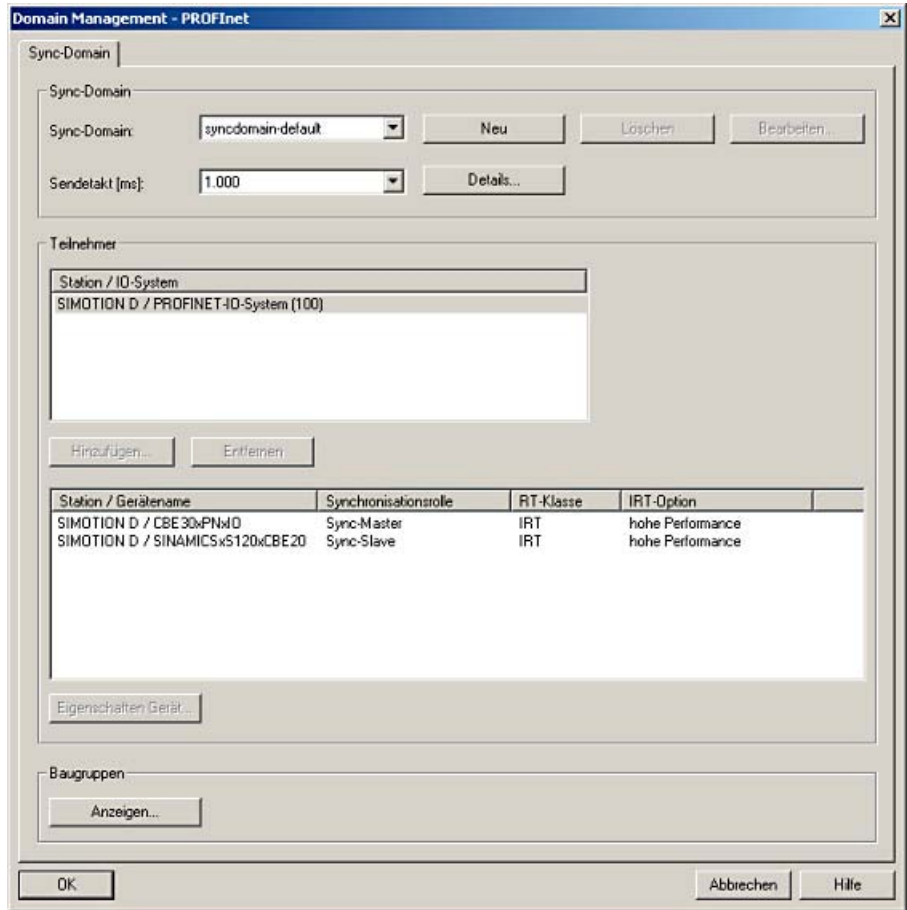 Domain Management - PROFInet
Sync-Domain
Sync-Domain
Sync-Domain: syncdomain-default Neu Löschen Bearbeiten...
Sendetakt [ms]: 1.000 Details...
Teilnehmer
Station / IO-System
SIMOTION D / PROFINET-IO-System (100)
Hinzufügen... Entfernen
Station / Gerätename Synchronisationsrolle RT-Klasse IRT-Option
SIMOTION D / CBE30xPNxIO Sync-Master IRT hohe Performance
SIMOTION D / SINAMICSxS120xCBE20 Sync-Slave IRT hohe Performance
Eigenschaften Gerät...
Baugruppen
Anzeigen...
OK Abbrechen Hilfe